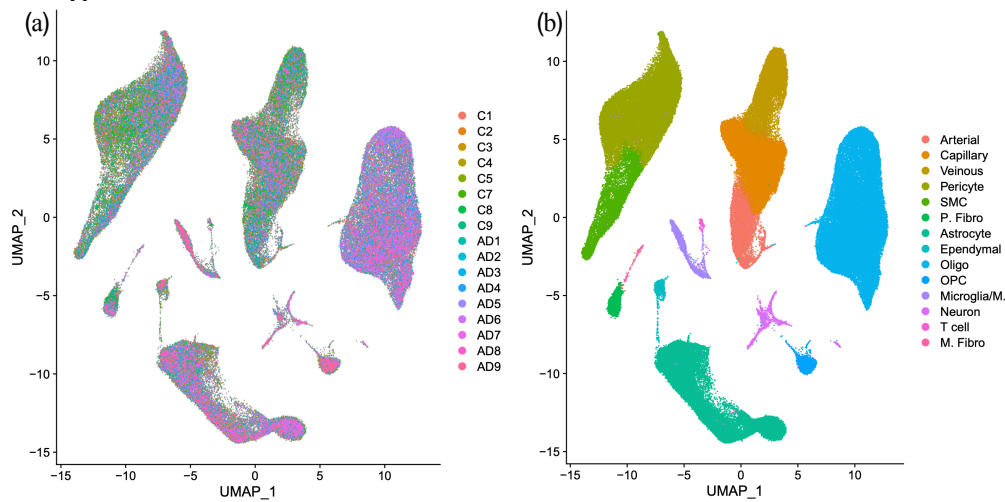 (a)
10
5
0
−5
−10
−15
−15
−10
−5
0
5
10
UMAP_1
UMAP_2
C1
C2
C3
C4
C5
C7
C8
C9
AD1
AD2
AD3
AD4
AD5
AD6
AD7
AD8
AD9
(b)
10
5
0
−5
−10
−15
−15
−10
−5
0
5
10
UMAP_1
UMAP_2
Arterial
Capillary
Veinous
Pericyte
SMC
P. Fibro
Astrocyte
Ependymal
Oligo
OPC
Microglia/M.
Neuron
T cell
M. Fibro